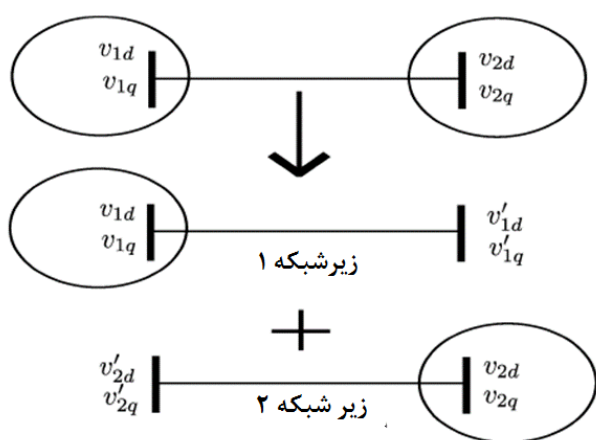 v1d
v1q
v2d
v2q
v1d
v1q
v′1d
v′1q
زیرشبکه ۱
+
v′2d
v′2q
v2d
v2q
زیر شبکه ۲